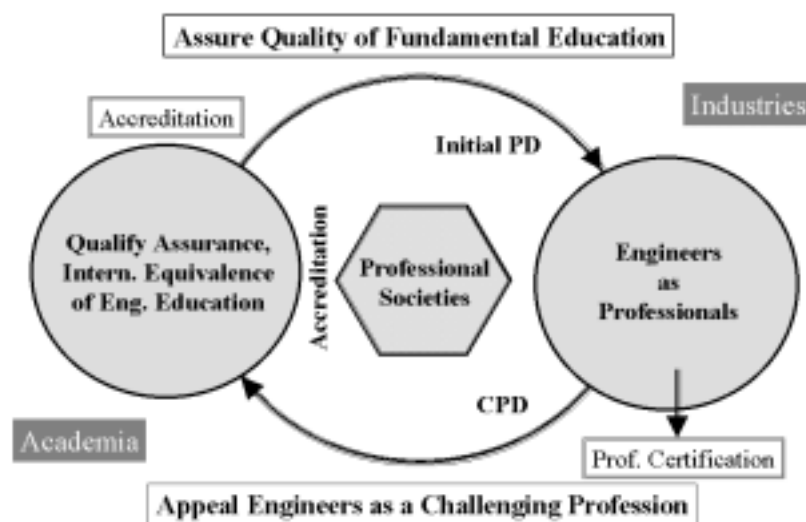 Assure Quality of Fundamental Education
Industries
Accreditation
Initial PD
Qualify Assurance,
Intern. Equivalence
of Eng. Education
Accreditation
Professional
Societies
Engineers
as
Professionals
CPD
Academia
Prof. Certification
Appeal Engineers as a Challenging Profession